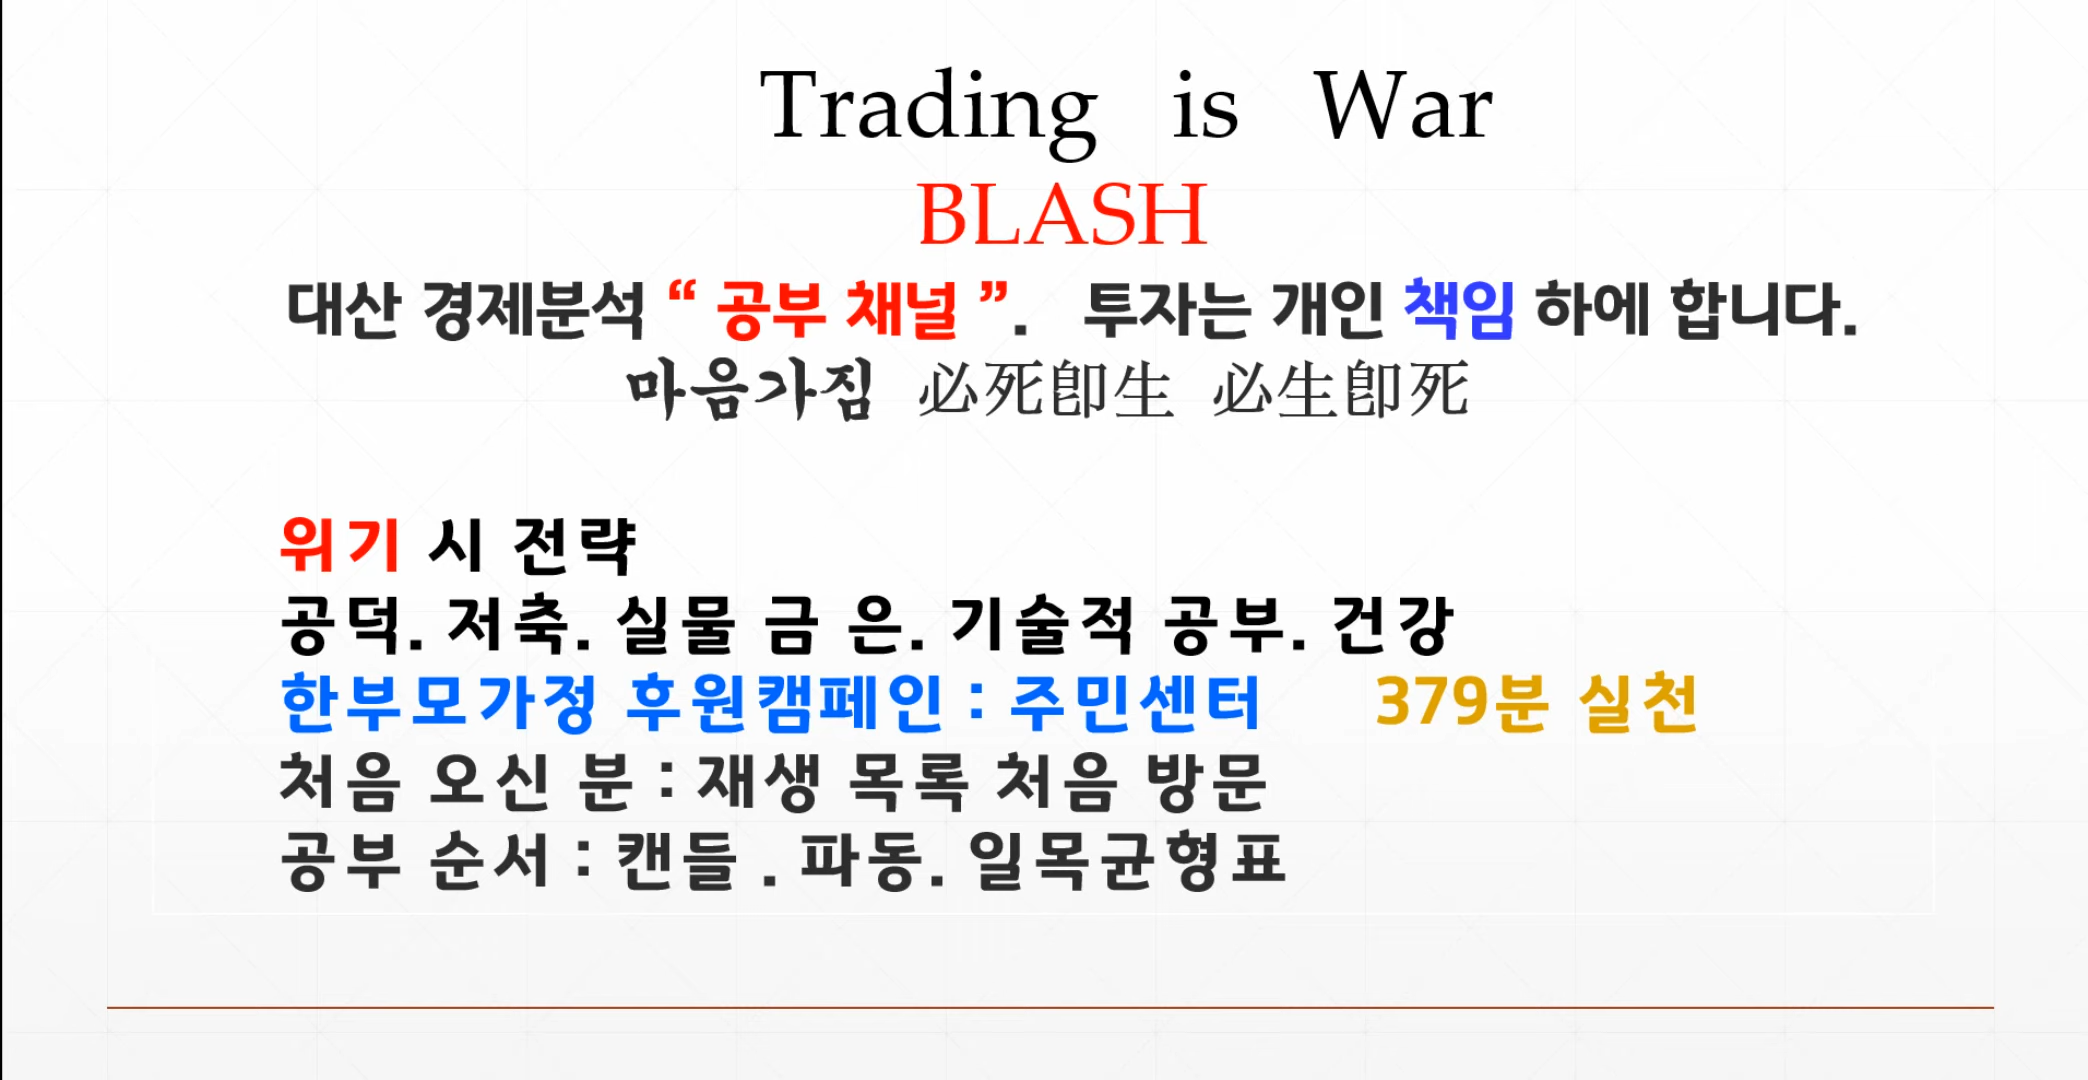 Trading is War
BLASH
대산 경제분석 “ 공부 채널 ”. 투자는 개인 책임 하에 합니다.
마음가짐 必死卽生 必生卽死
위기 시 전략
공덕. 저축. 실물 금 은. 기술적 공부. 건강
한부모가정 후원캠페인 : 주민센터 379분 실천
처음 오신 분 : 재생 목록 처음 방문
공부 순서 : 캔들 . 파동. 일목균형표